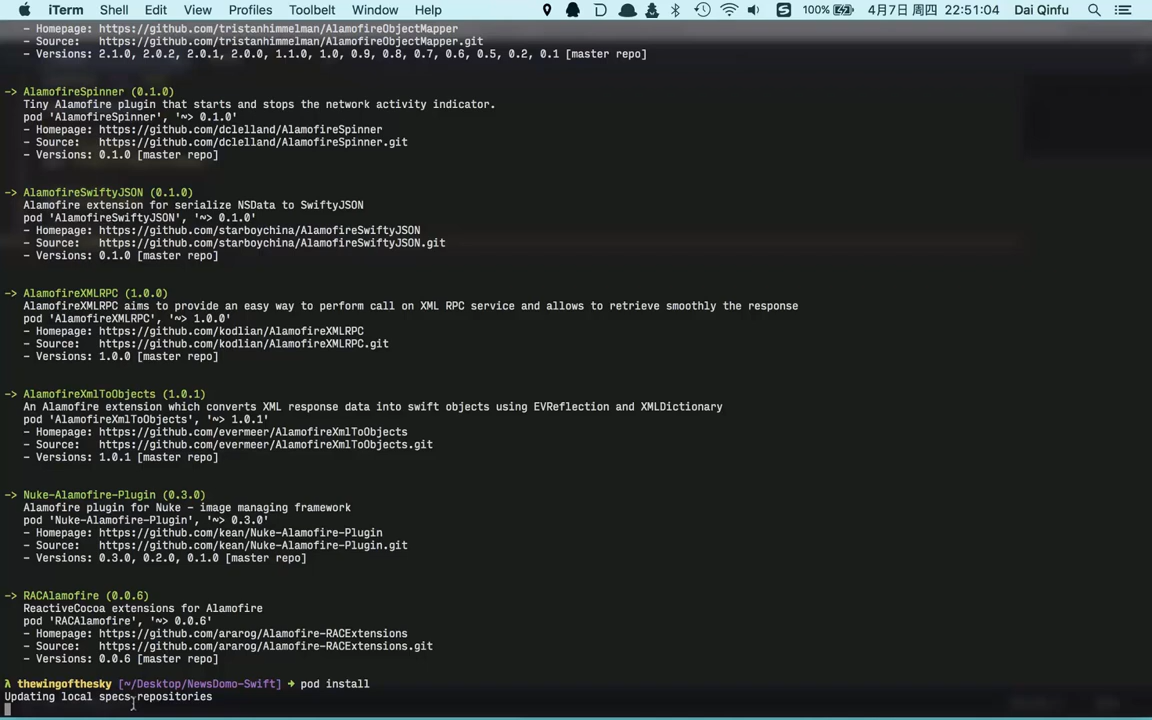 iTerm Shell Edit View Profiles Toolbelt Window Help 100% 4月7日 周四 22:51:04 Dai Qinfu
- Homepage: https://github.com/tristanhimmelman/AlamofireObjectMapper
- Source: https://github.com/tristanhimmelman/AlamofireObjectMapper.git
- Versions: 2.1.0, 2.0.2, 2.0.1, 2.0.0, 1.1.0, 1.0, 0.9, 0.8, 0.7, 0.6, 0.5, 0.2, 0.1 [master repo]
-> AlamofireSpinner (0.1.0)
Tiny Alamofire plugin that starts and stops the network activity indicator.
pod 'AlamofireSpinner', '~> 0.1.0'
- Homepage: https://github.com/dclelland/AlamofireSpinner
- Source: https://github.com/dclelland/AlamofireSpinner.git
- Versions: 0.1.0 [master repo]
-> AlamofireSwiftyJSON (0.1.0)
Alamofire extension for serialize NSData to SwiftyJSON
pod 'AlamofireSwiftyJSON', '~> 0.1.0'
- Homepage: https://github.com/starboychina/AlamofireSwiftyJSON
- Source: https://github.com/starboychina/AlamofireSwiftyJSON.git
- Versions: 0.1.0 [master repo]
-> AlamofireXMLRPC (1.0.0)
AlamofireXMLRPC aims to provide an easy way to perform call on XML RPC service and allows to retrieve smoothly the response
pod 'AlamofireXMLRPC', '~> 1.0.0'
- Homepage: https://github.com/kodlian/AlamofireXMLRPC
- Source: https://github.com/kodlian/AlamofireXMLRPC.git
- Versions: 1.0.0 [master repo]
-> AlamofireXmlToObjects (1.0.1)
An Alamofire extension which converts XML response data into swift objects using EVReflection and XMLDictionary
pod 'AlamofireXmlToObjects', '~> 1.0.1'
- Homepage: https://github.com/evermeer/AlamofireXmlToObjects
- Source: https://github.com/evermeer/AlamofireXmlToObjects.git
- Versions: 1.0.1 [master repo]
-> Nuke-Alamofire-Plugin (0.3.0)
Alamofire plugin for Nuke - image managing framework
pod 'Nuke-Alamofire-Plugin', '~> 0.3.0'
- Homepage: https://github.com/kean/Nuke-Alamofire-Plugin
- Source: https://github.com/kean/Nuke-Alamofire-Plugin.git
- Versions: 0.3.0, 0.2.0, 0.1.0 [master repo]
-> RACAlamofire (0.0.6)
ReactiveCocoa extensions for Alamofire
pod 'RACAlamofire', '~> 0.0.6'
- Homepage: https://github.com/ararog/Alamofire-RACExtensions
- Source: https://github.com/ararog/Alamofire-RACExtensions.git
- Versions: 0.0.6 [master repo]
λ thewingofthesky [~/Desktop/NewsDomo-Swift] → pod install
Updating local specs repositories